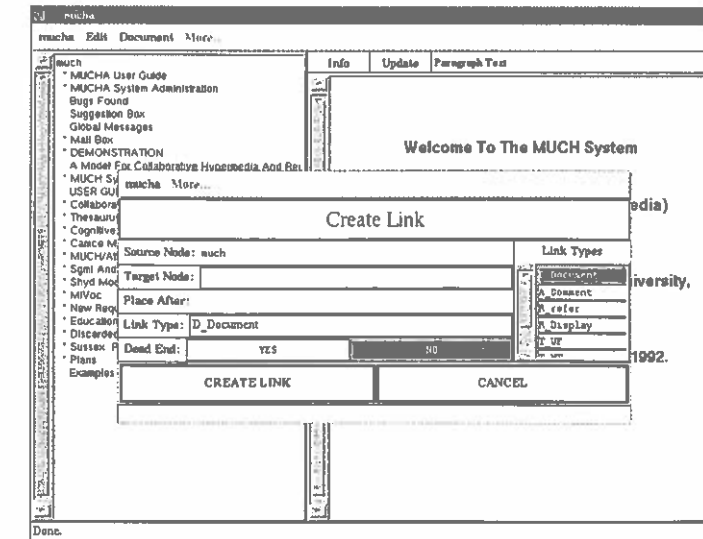 mucha
mucha Edit Document More...
much
* MUCHA User Guide
* MUCHA System Administration
Bugs Found
Suggestion Box
Global Messages
* Mail Box
* DEMONSTRATION
A Model For Collaborative Hypermedia And
* MUCH Sy
USER GUI
* Collabora
* Thesauru
* Cognitive
* MUCH/At
* Sgml And
* Shyd Mod
* MIVoc
* New Requ
* Education
* Discarded
* Sussex P
* Plans
Examples
Info Update Paragraph Text
Welcome To The MUCH System
edia)
iversity,
1992.
mucha More...
Create Link
Source Node: much
Target Node:
Place After:
Link Type: D_Document
Dead End: YES NO
Link Types
D_Document
A_Comment
R_refer
R_Display
CREATE LINK CANCEL
Done.